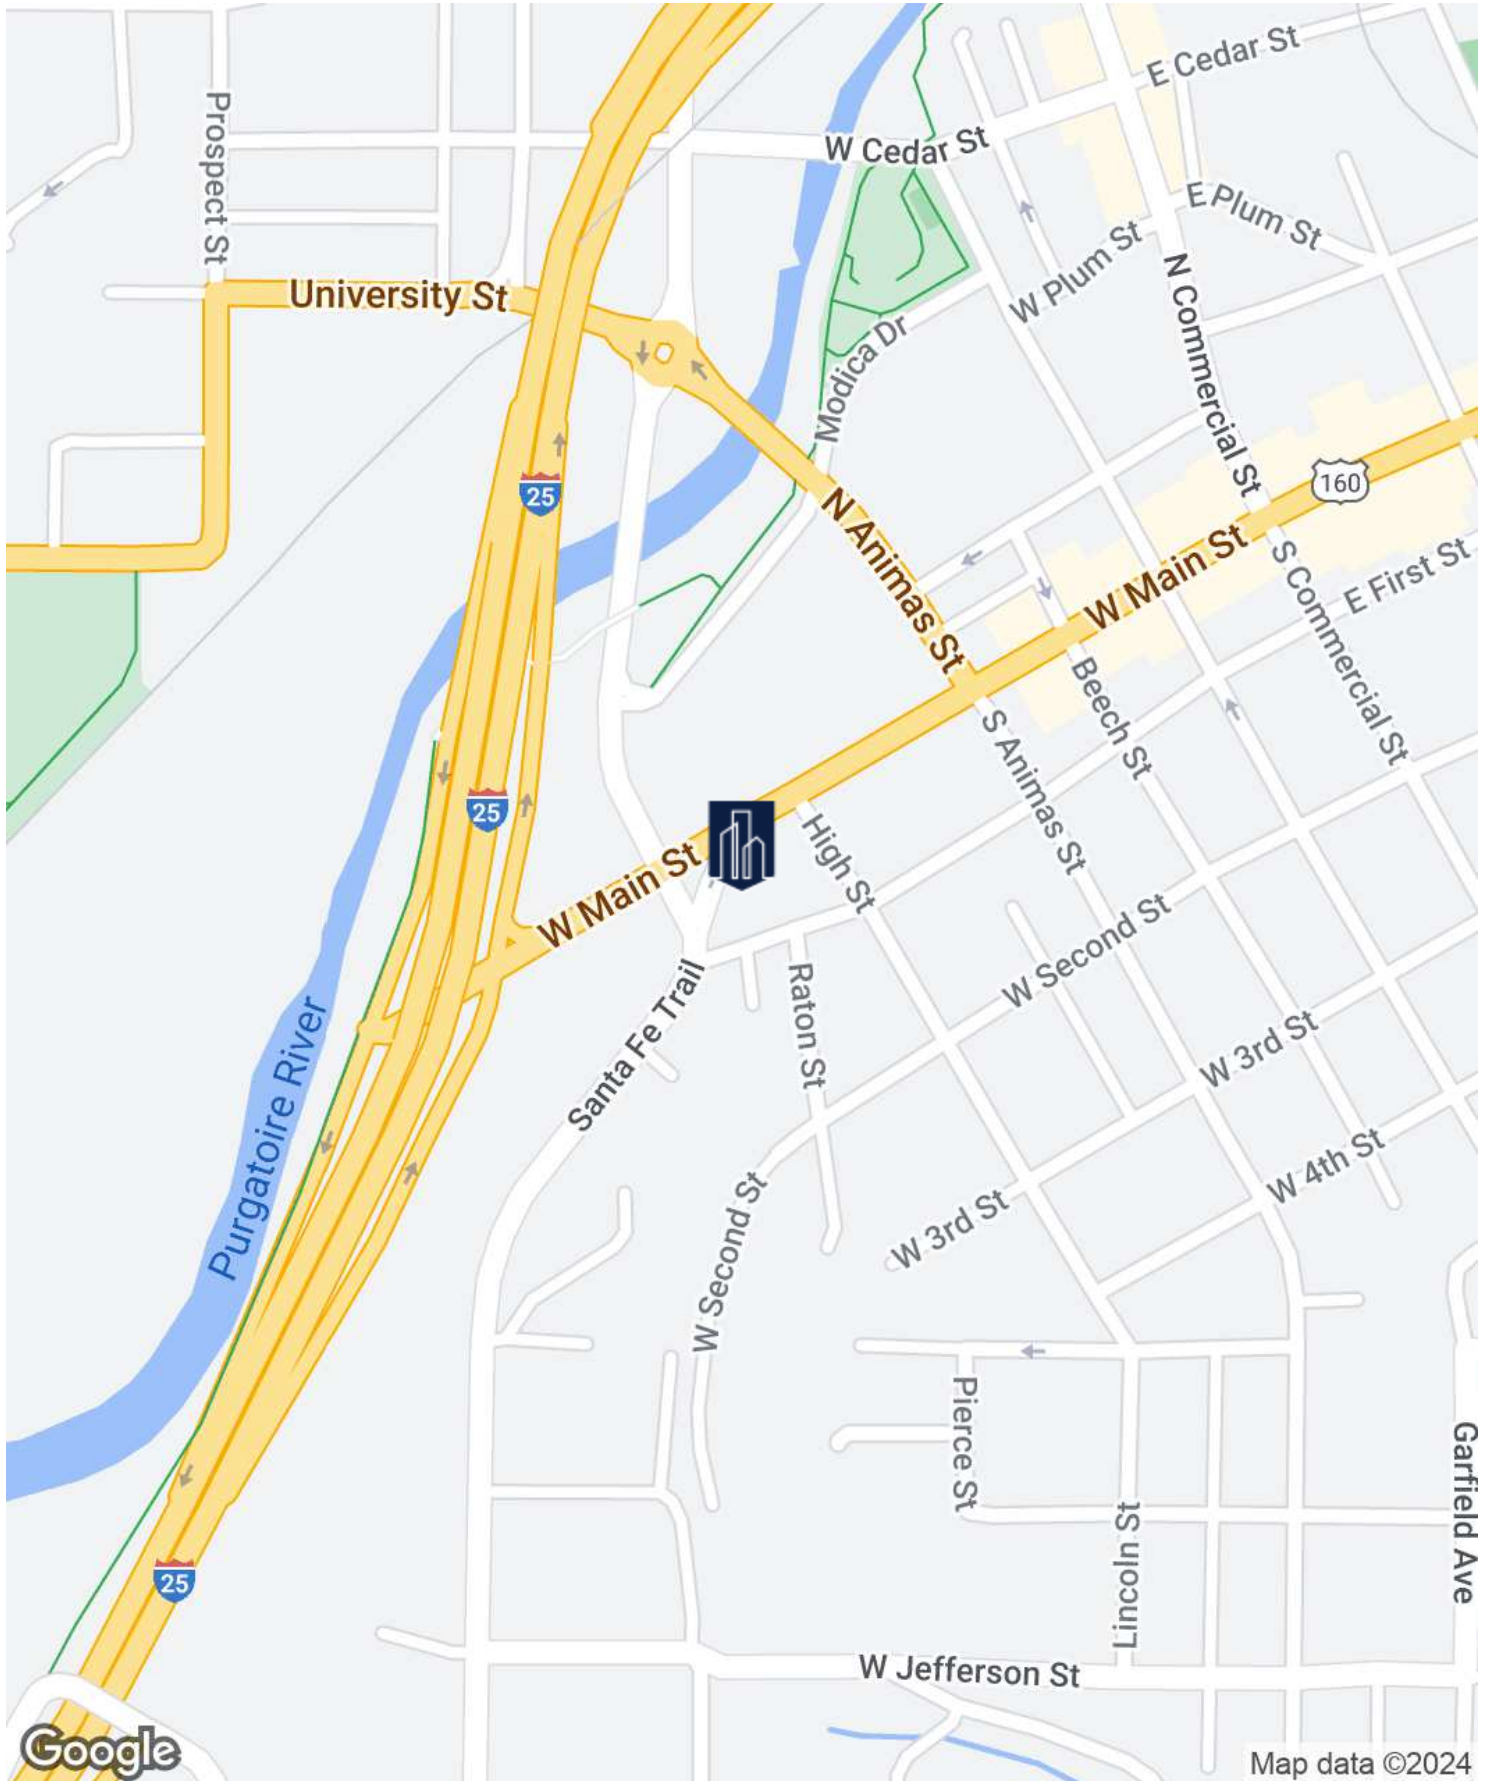 E Cedar St
W Cedar St
Prospect St
E Plum St
W Plum St
University St
N Commercial St
Modica Dr
25
160
N Animas St
W Main St
S Commercial St
E First St
Beech St
S Animas St
25
High St
W Main St
W Second St
Santa Fe Trail
Raton St
Purgatoire River
W 3rd St
W 4th St
W Second St
W 3rd St
Pierce St
Garfield Ave
Lincoln St
25
W Jefferson St
Google
Map data ©2024